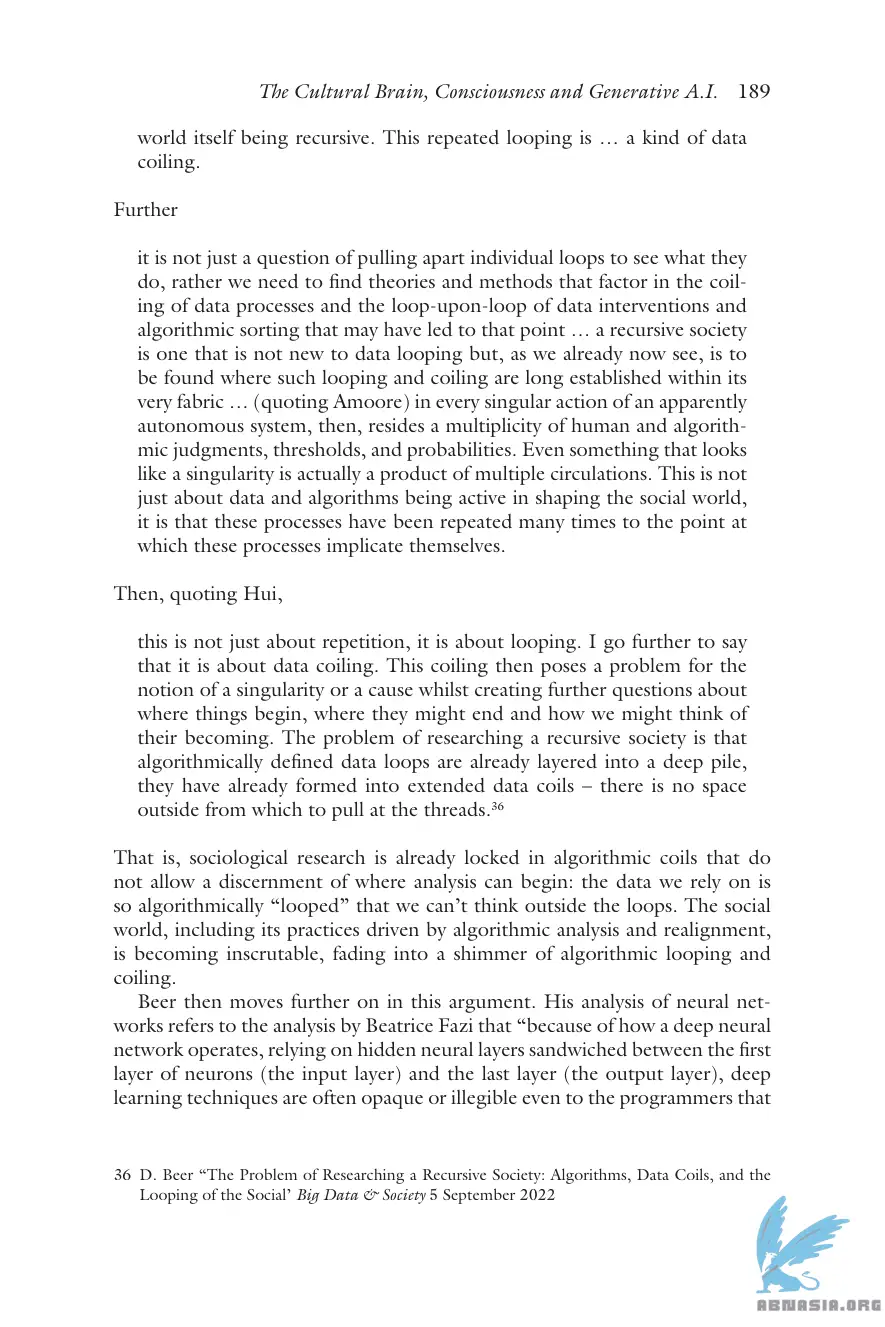 The Cultural Brain, Consciousness and Generative A.I. 189
world itself being recursive. This repeated looping is … a kind of data
coiling.
Further
it is not just a question of pulling apart individual loops to see what they
do, rather we need to find theories and methods that factor in the coil-
ing of data processes and the loop-upon-loop of data interventions and
algorithmic sorting that may have led to that point … a recursive society
is one that is not new to data looping but, as we already now see, is to
be found where such looping and coiling are long established within its
very fabric … (quoting Amoore) in every singular action of an apparently
autonomous system, then, resides a multiplicity of human and algorith-
mic judgments, thresholds, and probabilities. Even something that looks
like a singularity is actually a product of multiple circulations. This is not
just about data and algorithms being active in shaping the social world,
it is that these processes have been repeated many times to the point at
which these processes implicate themselves.
Then, quoting Hui,
this is not just about repetition, it is about looping. I go further to say
that it is about data coiling. This coiling then poses a problem for the
notion of a singularity or a cause whilst creating further questions about
where things begin, where they might end and how we might think of
their becoming. The problem of researching a recursive society is that
algorithmically defined data loops are already layered into a deep pile,
they have already formed into extended data coils – there is no space
outside from which to pull at the threads.36
That is, sociological research is already locked in algorithmic coils that do
not allow a discernment of where analysis can begin: the data we rely on is
so algorithmically “looped” that we can’t think outside the loops. The social
world, including its practices driven by algorithmic analysis and realignment,
is becoming inscrutable, fading into a shimmer of algorithmic looping and
coiling.
Beer then moves further on in this argument. His analysis of neural net-
works refers to the analysis by Beatrice Fazi that “because of how a deep neural
network operates, relying on hidden neural layers sandwiched between the first
layer of neurons (the input layer) and the last layer (the output layer), deep
learning techniques are often opaque or illegible even to the programmers that
36 D. Beer “The Problem of Researching a Recursive Society: Algorithms, Data Coils, and the
Looping of the Social’ Big Data & Society 5 September 2022
ABNASIA.ORG